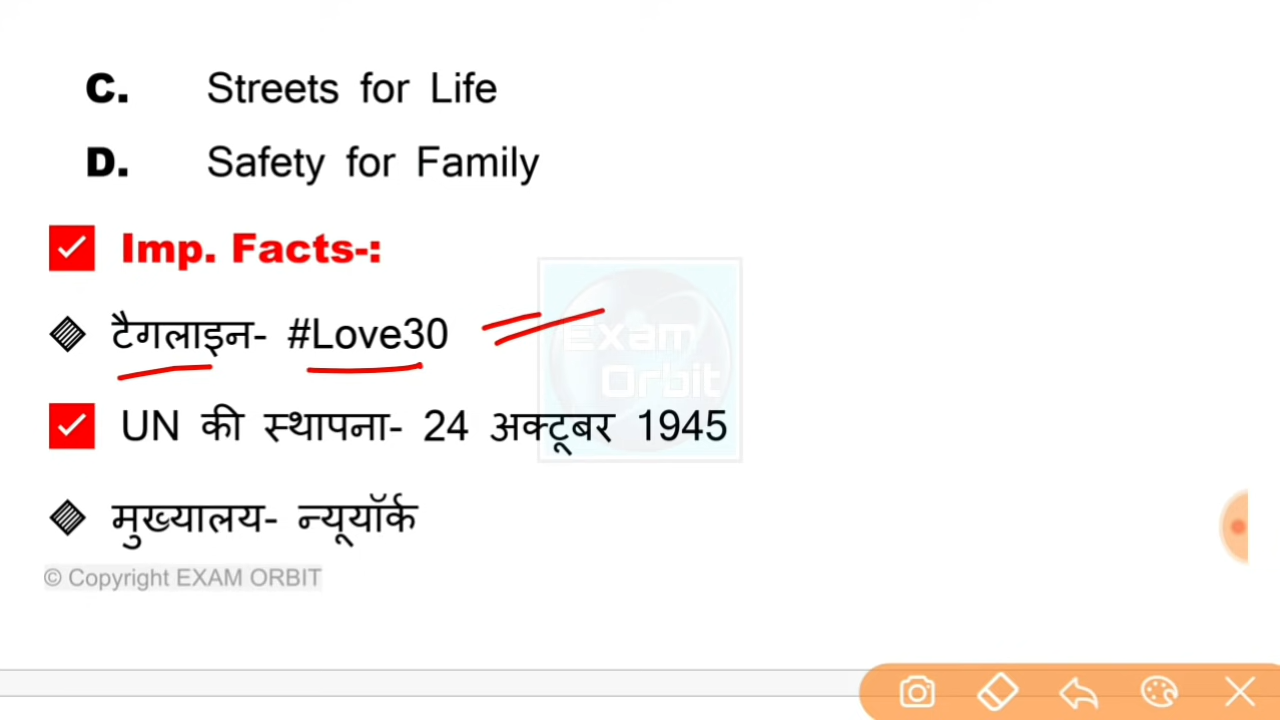 C. Streets for Life
D. Safety for Family
Imp. Facts-:
टैगलाइन- #Love30
Exam
Orbit
UN की स्थापना- 24 अक्टूबर 1945
मुख्यालय- न्यूयॉर्क
© Copyright EXAM ORBIT